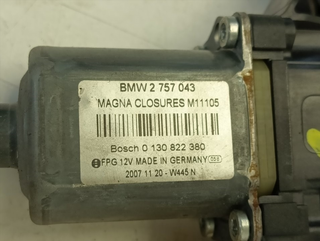 BMW 2 757 043
MAGNA CLOSURES M11105
Bosch 0 130 822 380
FPG 12V MADE IN GERMANY
2007 11 20 - W445 N